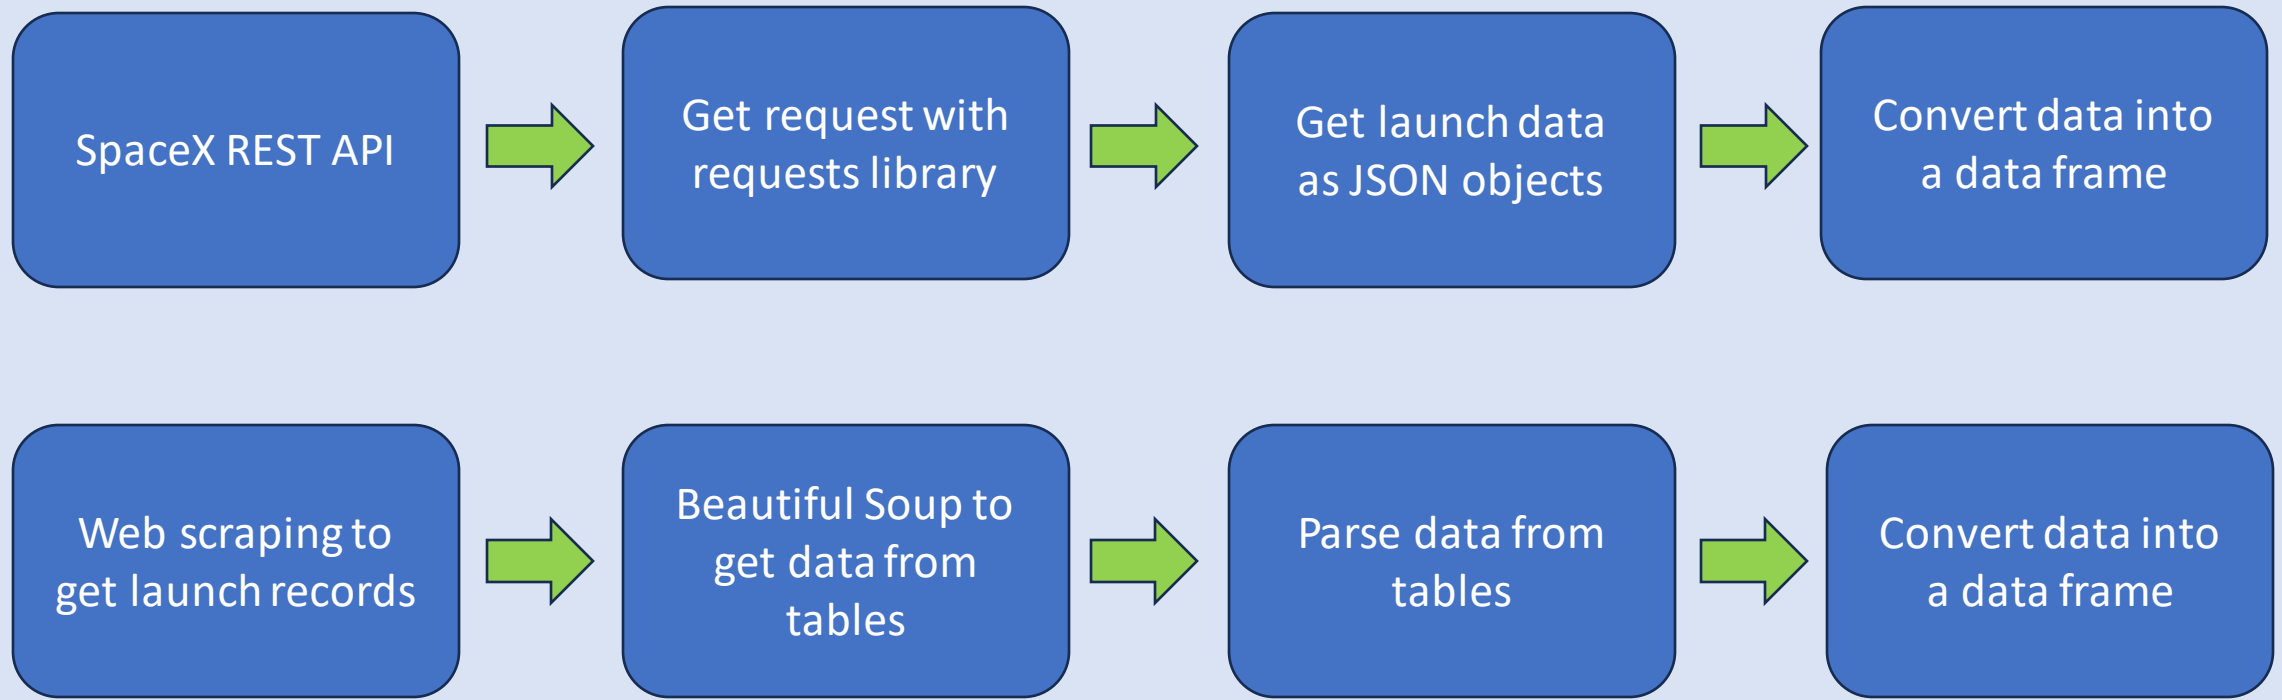 SpaceX REST API
Get request with
requests library
Get launch data
as JSON objects
Convert data into
a data frame
Web scraping to
get launch records
Beautiful Soup to
get data from
tables
Parse data from
tables
Convert data into
a data frame